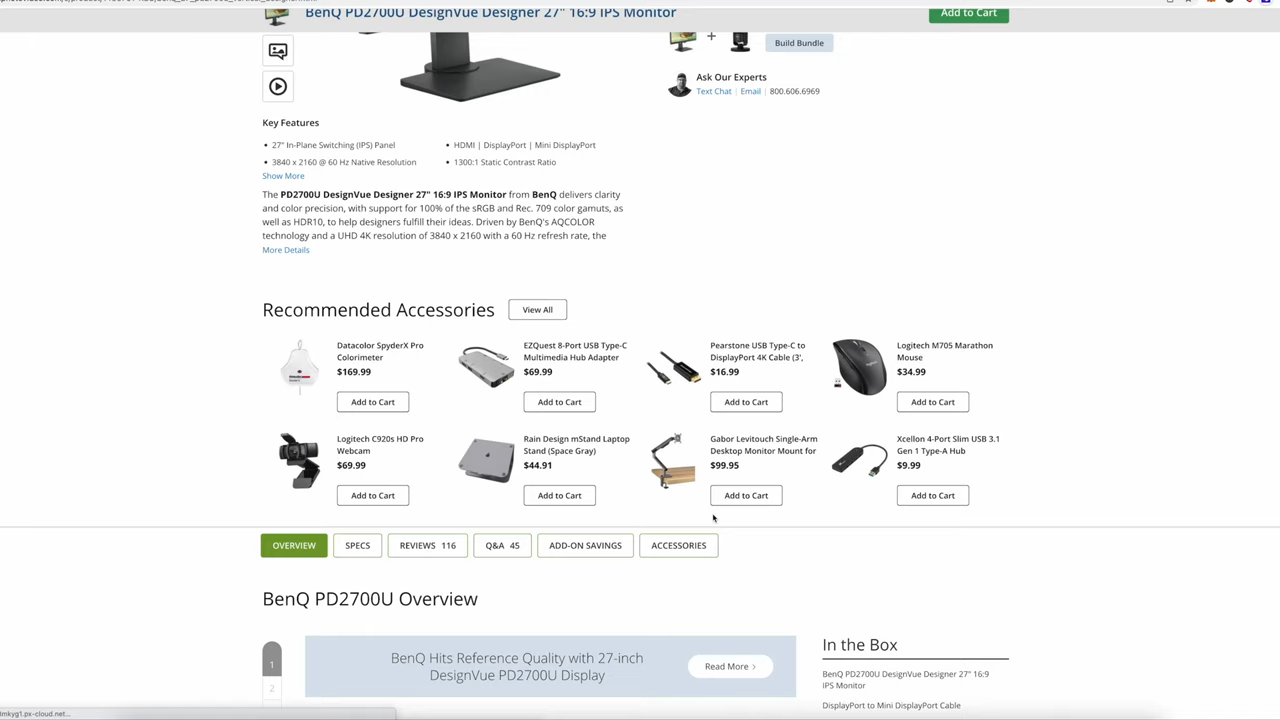 BenQ PD2700U DesignVue Designer 27" 16:9 IPS Monitor
Add to Cart
+
Build Bundle
Ask Our Experts
Text Chat | Email | 800.606.6969
Key Features
• 27" In-Plane Switching (IPS) Panel
• HDMI | DisplayPort | Mini DisplayPort
• 3840 x 2160 @ 60 Hz Native Resolution
• 1300:1 Static Contrast Ratio
Show More
The PD2700U DesignVue Designer 27" 16:9 IPS Monitor from BenQ delivers clarity
and color precision, with support for 100% of the sRGB and Rec. 709 color gamuts, as
well as HDR10, to help designers fulfill their ideas. Driven by BenQ's AQCOLOR
technology and a UHD 4K resolution of 3840 x 2160 with a 60 Hz refresh rate, the
More Details
Recommended Accessories
View All
Datacolor SpyderX Pro
Colorimeter
$169.99
Add to Cart
EZQuest 8-Port USB Type-C
Multimedia Hub Adapter
$69.99
Add to Cart
Pearstone USB Type-C to
DisplayPort 4K Cable (3',
$16.99
Add to Cart
Logitech M705 Marathon
Mouse
$34.99
Add to Cart
Logitech C920s HD Pro
Webcam
$69.99
Add to Cart
Rain Design mStand Laptop
Stand (Space Gray)
$44.91
Add to Cart
Gabor Levitouch Single-Arm
Desktop Monitor Mount for
$99.95
Add to Cart
Xcellon 4-Port Slim USB 3.1
Gen 1 Type-A Hub
$9.99
Add to Cart
OVERVIEW
SPECS
REVIEWS 116
Q&A 45
ADD-ON SAVINGS
ACCESSORIES
BenQ PD2700U Overview
1
2
BenQ Hits Reference Quality with 27-inch
DesignVue PD2700U Display
Read More >
In the Box
BenQ PD2700U DesignVue Designer 27" 16:9
IPS Monitor
DisplayPort to Mini DisplayPort Cable
lmkyg1.px-cloud.net...